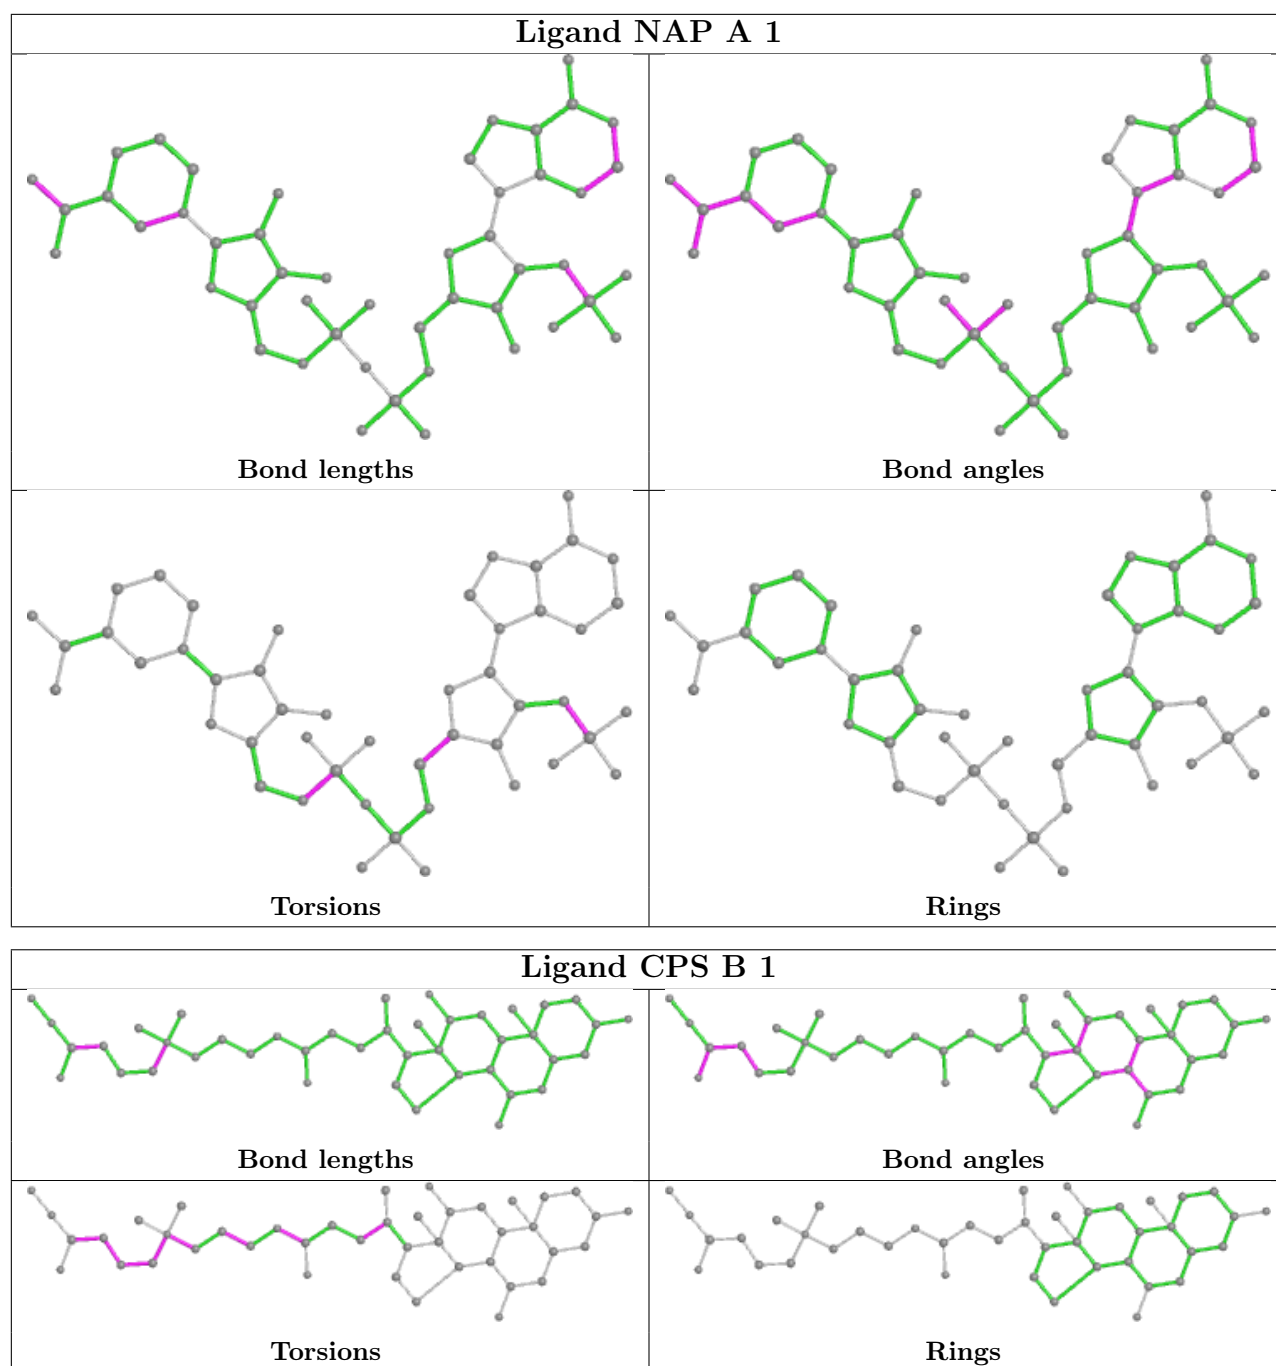 Ligand NAP A 1
Bond lengths
Bond angles
Torsions
Rings
Ligand CPS B 1
Bond lengths
Bond angles
Torsions
Rings